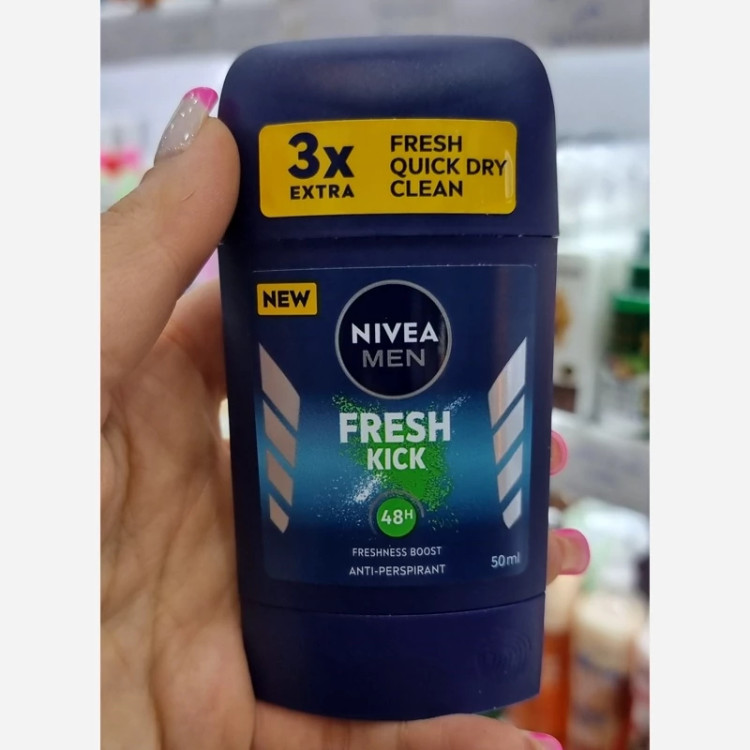 3x
EXTRA
FRESH
QUICK DRY
CLEAN
NEW
NIVEA
MEN
FRESH
KICK
48H
FRESHNESS BOOST
ANTI-PERSPIRANT
50ml